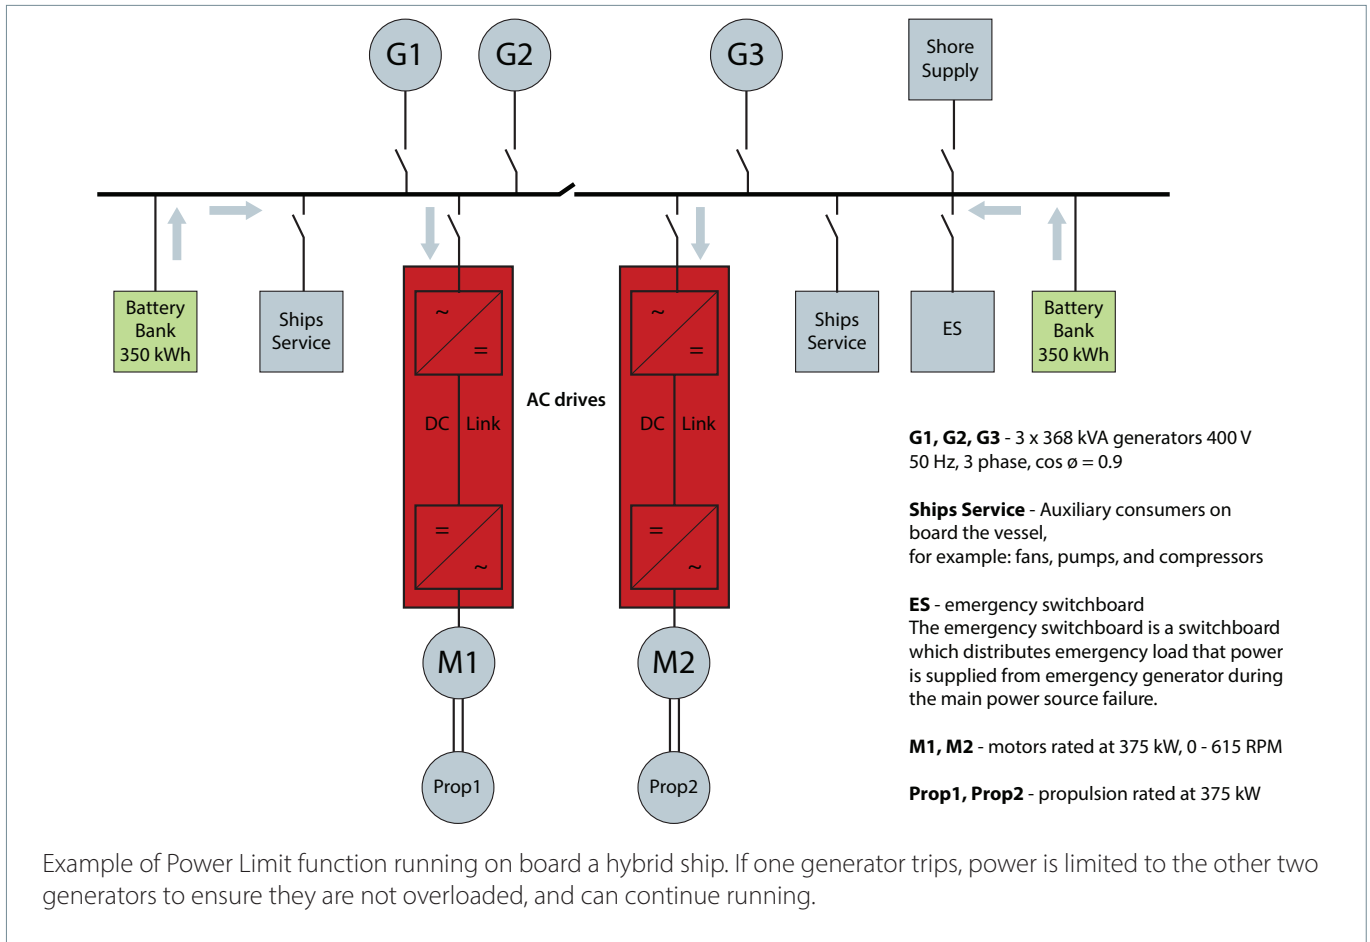 G1
G2
G3
Shore
Supply
Battery
Bank
350 kWh
Ships
Service
~
=
DC Link
=
~
AC drives
~
=
DC Link
=
~
Ships
Service
ES
Battery
Bank
350 kWh
M1
M2
Prop1
Prop2
G1, G2, G3 - 3 x 368 kVA generators 400 V
50 Hz, 3 phase, cos ø = 0.9
Ships Service - Auxiliary consumers on
board the vessel,
for example: fans, pumps, and compressors
ES - emergency switchboard
The emergency switchboard is a switchboard
which distributes emergency load that power
is supplied from emergency generator during
the main power source failure.
M1, M2 - motors rated at 375 kW, 0 - 615 RPM
Prop1, Prop2 - propulsion rated at 375 kW
Example of Power Limit function running on board a hybrid ship. If one generator trips, power is limited to the other two
generators to ensure they are not overloaded, and can continue running.